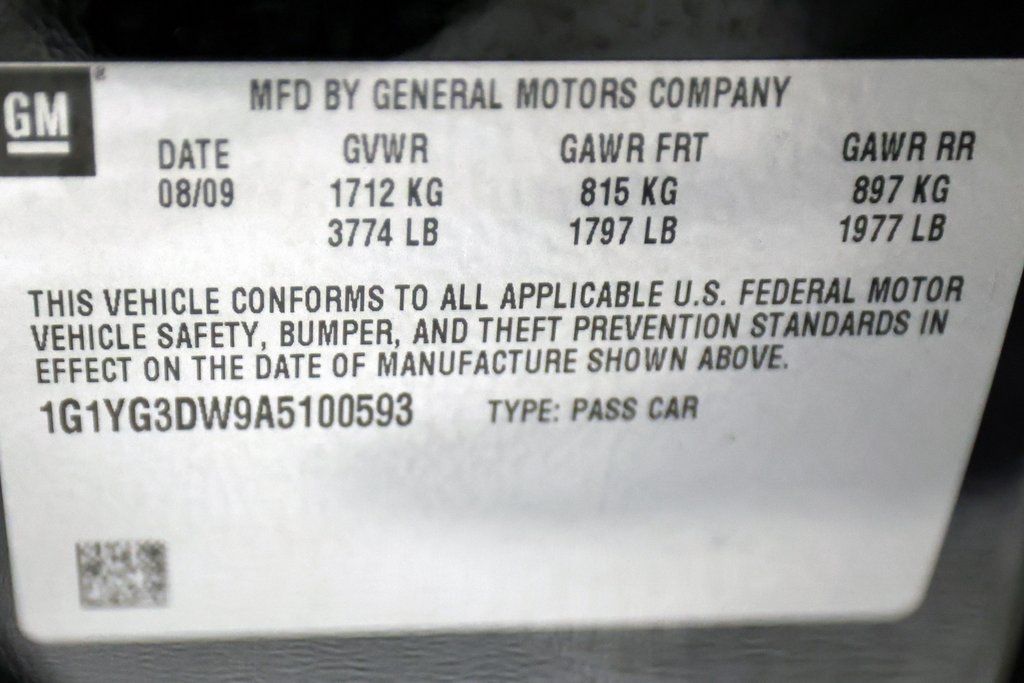 GM®
MFD BY GENERAL MOTORS COMPANY
DATE GVWR GAWR FRT GAWR RR
08/09 1712 KG 815 KG 897 KG
3774 LB 1797 LB 1977 LB
THIS VEHICLE CONFORMS TO ALL APPLICABLE U.S. FEDERAL MOTOR
VEHICLE SAFETY, BUMPER, AND THEFT PREVENTION STANDARDS IN
EFFECT ON THE DATE OF MANUFACTURE SHOWN ABOVE.
1G1YG3DW9A5100593 TYPE: PASS CAR